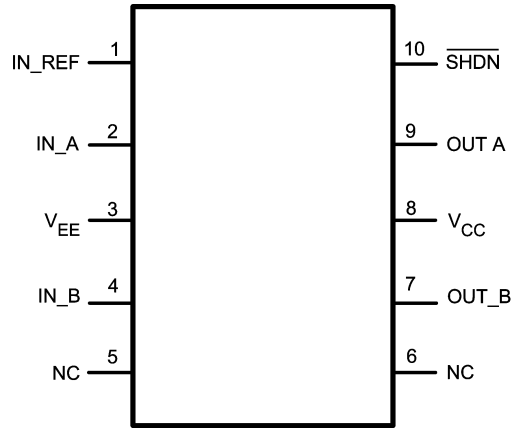 IN_REF 1 10 SHDN
IN_A 2 9 OUT A
VEE 3 8 VCC
IN_B 4 7 OUT_B
NC 5 6 NC